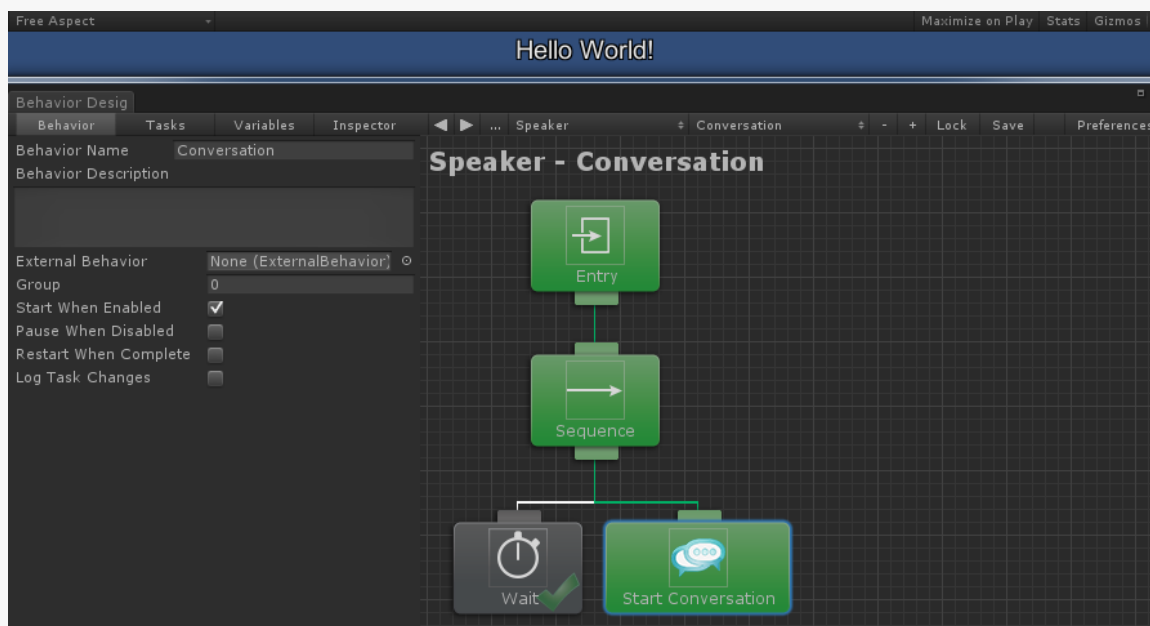 Free Aspect Maximize on Play Stats Gizmos
Hello World!
Behavior Desig
Behavior Tasks Variables Inspector ... Speaker Conversation - + Lock Save Preferences
Behavior Name Conversation
Behavior Description
Speaker - Conversation
External Behavior None (ExternalBehavior)
Group 0
Start When Enabled
Pause When Disabled
Restart When Complete
Log Task Changes
Entry
Sequence
Wait
Start Conversation